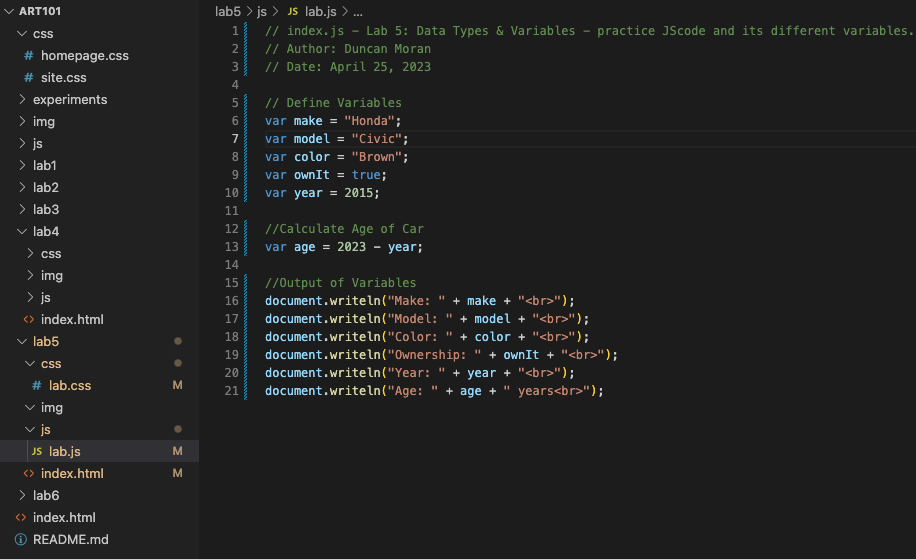 ART101
css
# homepage.css
# site.css
experiments
img
js
lab1
lab2
lab3
lab4
css
img
js
<> index.html
lab5
css
# lab.css M
img
js
JS lab.js M
<> index.html M
lab6
<> index.html
README.md
lab5 > js > JS lab.js > ...
1 // index.js - Lab 5: Data Types & Variables - practice JScode and its different variables.
2 // Author: Duncan Moran
3 // Date: April 25, 2023
4
5 // Define Variables
6 var make = "Honda";
7 var model = "Civic";
8 var color = "Brown";
9 var ownIt = true;
10 var year = 2015;
11
12 //Calculate Age of Car
13 var age = 2023 - year;
14
15 //Output of Variables
16 document.writeln("Make: " + make + "<br>");
17 document.writeln("Model: " + model + "<br>");
18 document.writeln("Color: " + color + "<br>");
19 document.writeln("Ownership: " + ownIt + "<br>");
20 document.writeln("Year: " + year + "<br>");
21 document.writeln("Age: " + age + " years<br>");